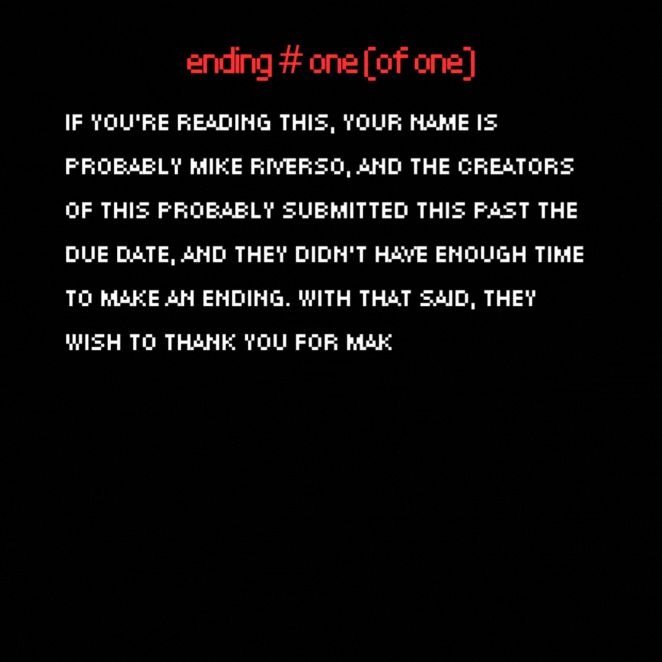 ending # one (of one)
IF YOU'RE READING THIS, YOUR NAME IS
PROBABLY MIKE RIVERSO, AND THE CREATORS
OF THIS PROBABLY SUBMITTED THIS PAST THE
DUE DATE, AND THEY DIDN'T HAVE ENOUGH TIME
TO MAKE AN ENDING. WITH THAT SAID, THEY
WISH TO THANK YOU FOR MAK